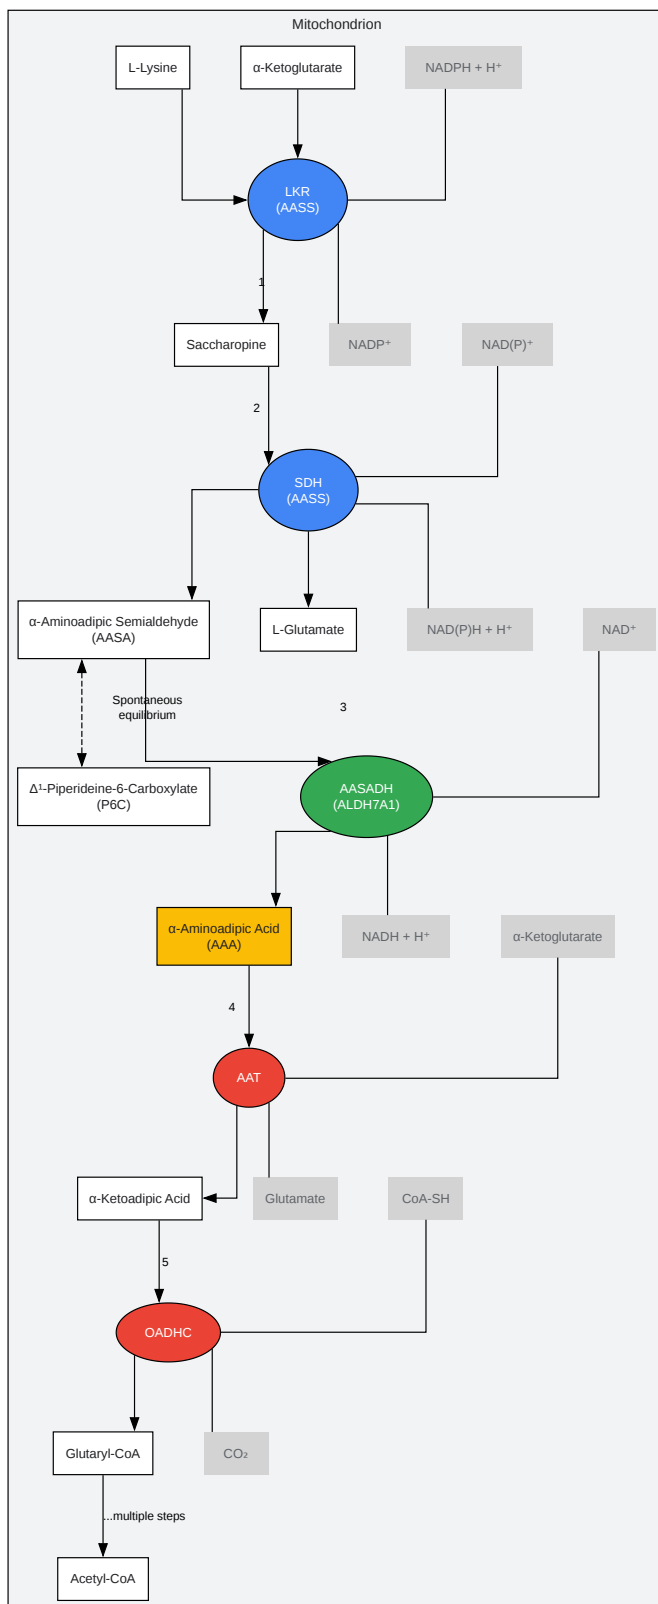 Mitochondrion
L-Lysine
α-Ketoglutarate
NADPH + H⁺
LKR
(AASS)
1
Saccharopine
NADP⁺
NAD(P)⁺
2
SDH
(AASS)
α-Aminoadipic Semialdehyde
(AASA)
L-Glutamate
NAD(P)H + H⁺
NAD⁺
Spontaneous
equilibrium
3
Δ¹-Piperideine-6-Carboxylate
(P6C)
AASADH
(ALDH7A1)
α-Aminoadipic Acid
(AAA)
NADH + H⁺
α-Ketoglutarate
4
AAT
α-Ketoadipic Acid
Glutamate
CoA-SH
5
OADHC
Glutaryl-CoA
CO₂
...multiple steps
Acetyl-CoA